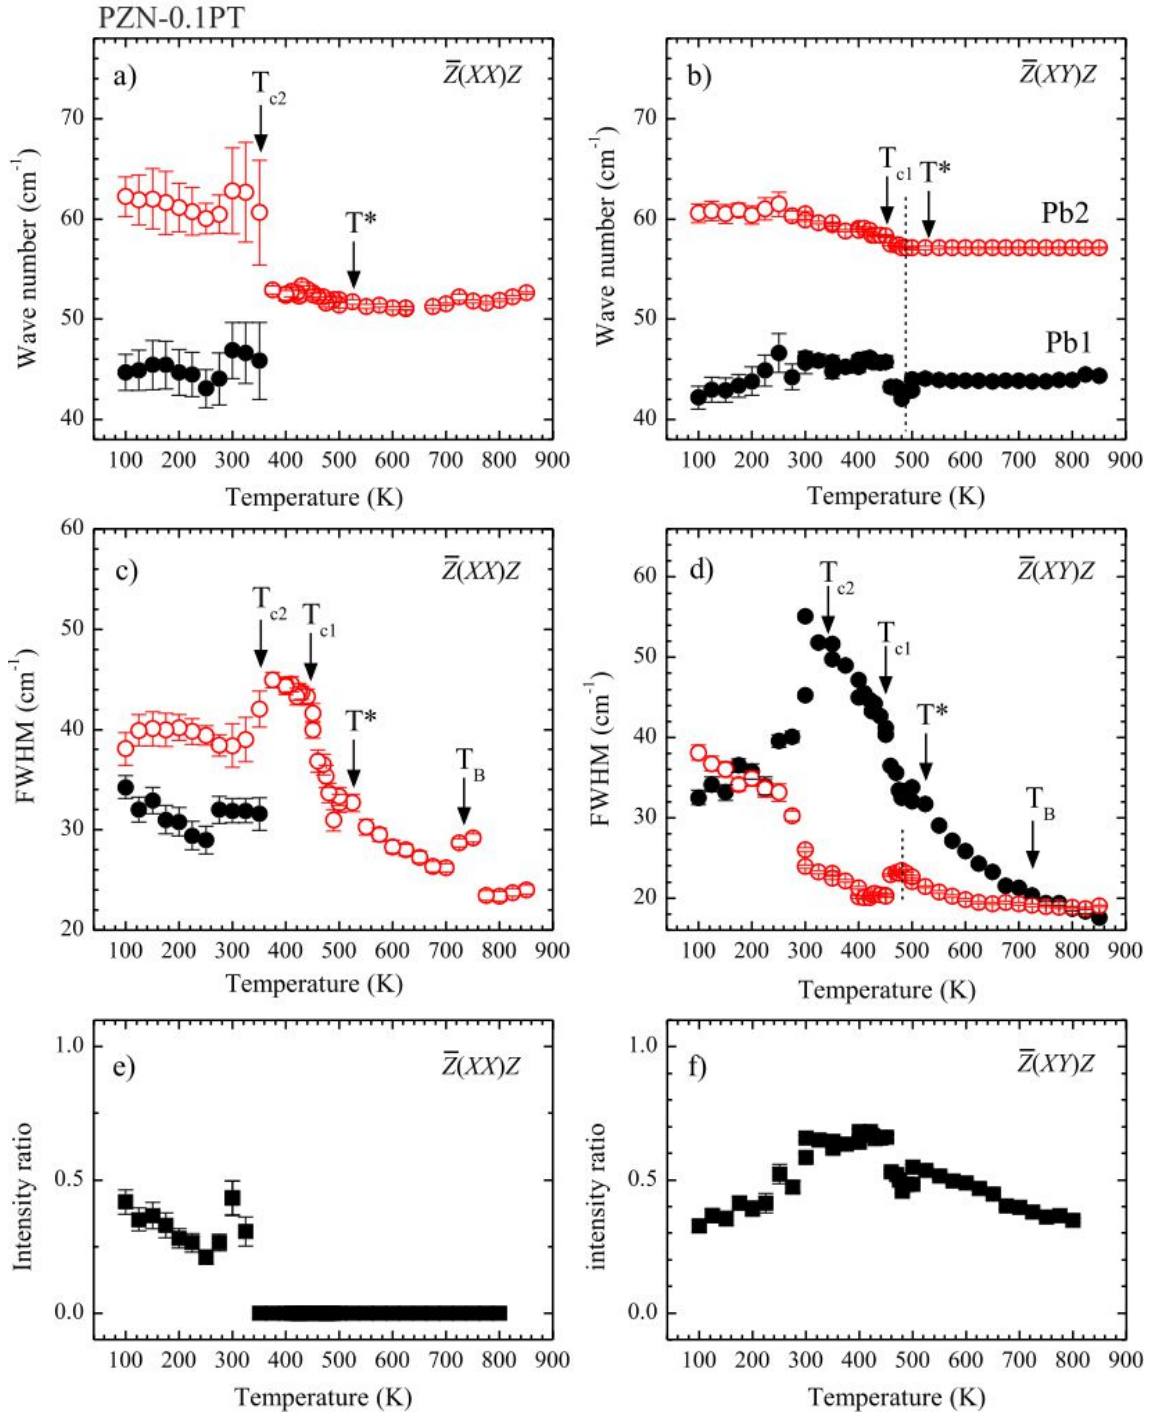 PZN-0.1PT
a)
Z̅(XX)Z
T_c2
T*
Wave number (cm⁻¹)
70
60
50
40
100 200 300 400 500 600 700 800 900
Temperature (K)
b)
Z̅(XY)Z
T_c1 T*
Pb2
Pb1
Wave number (cm⁻¹)
70
60
50
40
100 200 300 400 500 600 700 800 900
Temperature (K)
c)
Z̅(XX)Z
T_c2 T_c1
T*
T_B
FWHM (cm⁻¹)
60
50
40
30
20
100 200 300 400 500 600 700 800 900
Temperature (K)
d)
Z̅(XY)Z
T_c2
T_c1
T*
T_B
FWHM (cm⁻¹)
60
50
40
30
20
100 200 300 400 500 600 700 800 900
Temperature (K)
e)
Z̅(XX)Z
Intensity ratio
1.0
0.5
0.0
100 200 300 400 500 600 700 800 900
Temperature (K)
f)
Z̅(XY)Z
intensity ratio
1.0
0.5
0.0
100 200 300 400 500 600 700 800 900
Temperature (K)